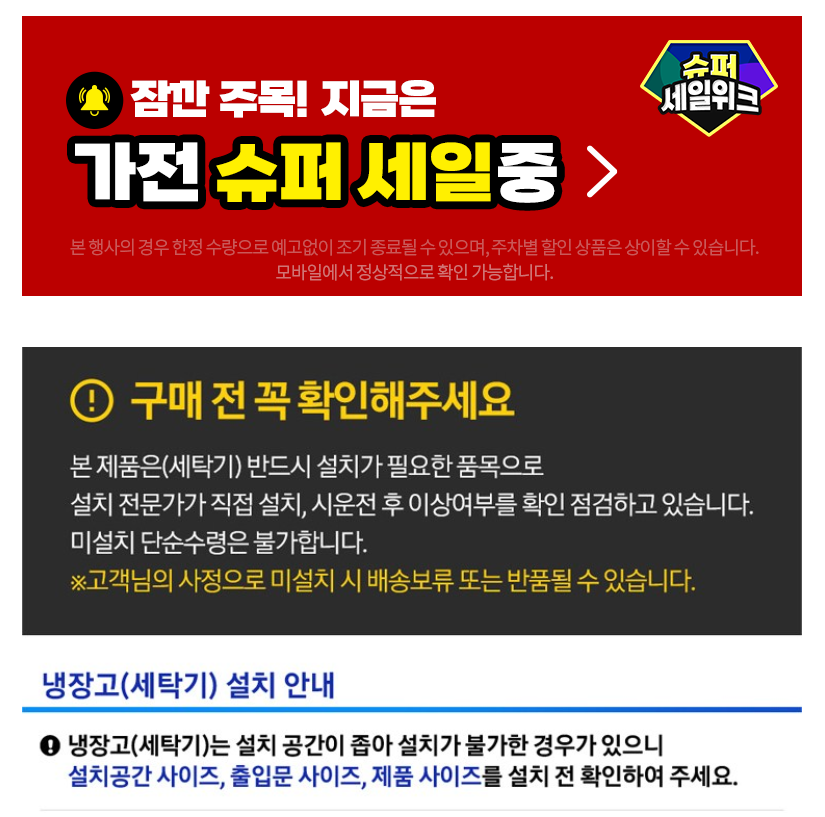 슈퍼
세일위크
잠깐 주목! 지금은
가전 슈퍼 세일중
본 행사의 경우 한정 수량으로 예고없이 조기 종료될 수 있으며, 주차별 할인 상품은 상이할 수 있습니다.
모바일에서 정상적으로 확인 가능합니다.
구매 전 꼭 확인해주세요
본 제품은(세탁기) 반드시 설치가 필요한 품목으로
설치 전문가가 직접 설치, 시운전 후 이상여부를 확인 점검하고 있습니다.
미설치 단순수령은 불가합니다.
※고객님의 사정으로 미설치 시 배송보류 또는 반품될 수 있습니다.
냉장고(세탁기) 설치 안내
냉장고(세탁기)는 설치 공간이 좁아 설치가 불가한 경우가 있으니
설치공간 사이즈, 출입문 사이즈, 제품 사이즈를 설치 전 확인하여 주세요.